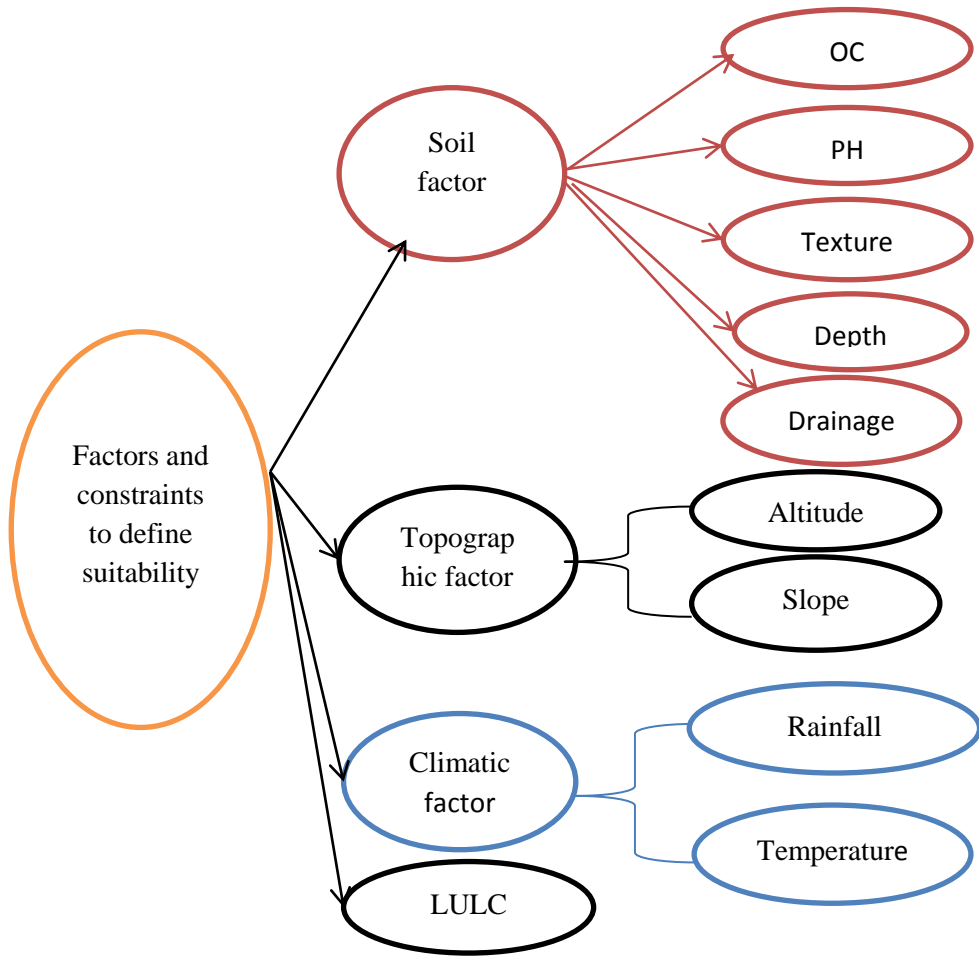 OC
Soil
factor
PH
Texture
Depth
Drainage
Factors and
constraints
to define
suitability
Topograp
hic factor
Altitude
Slope
Climatic
factor
Rainfall
Temperature
LULC